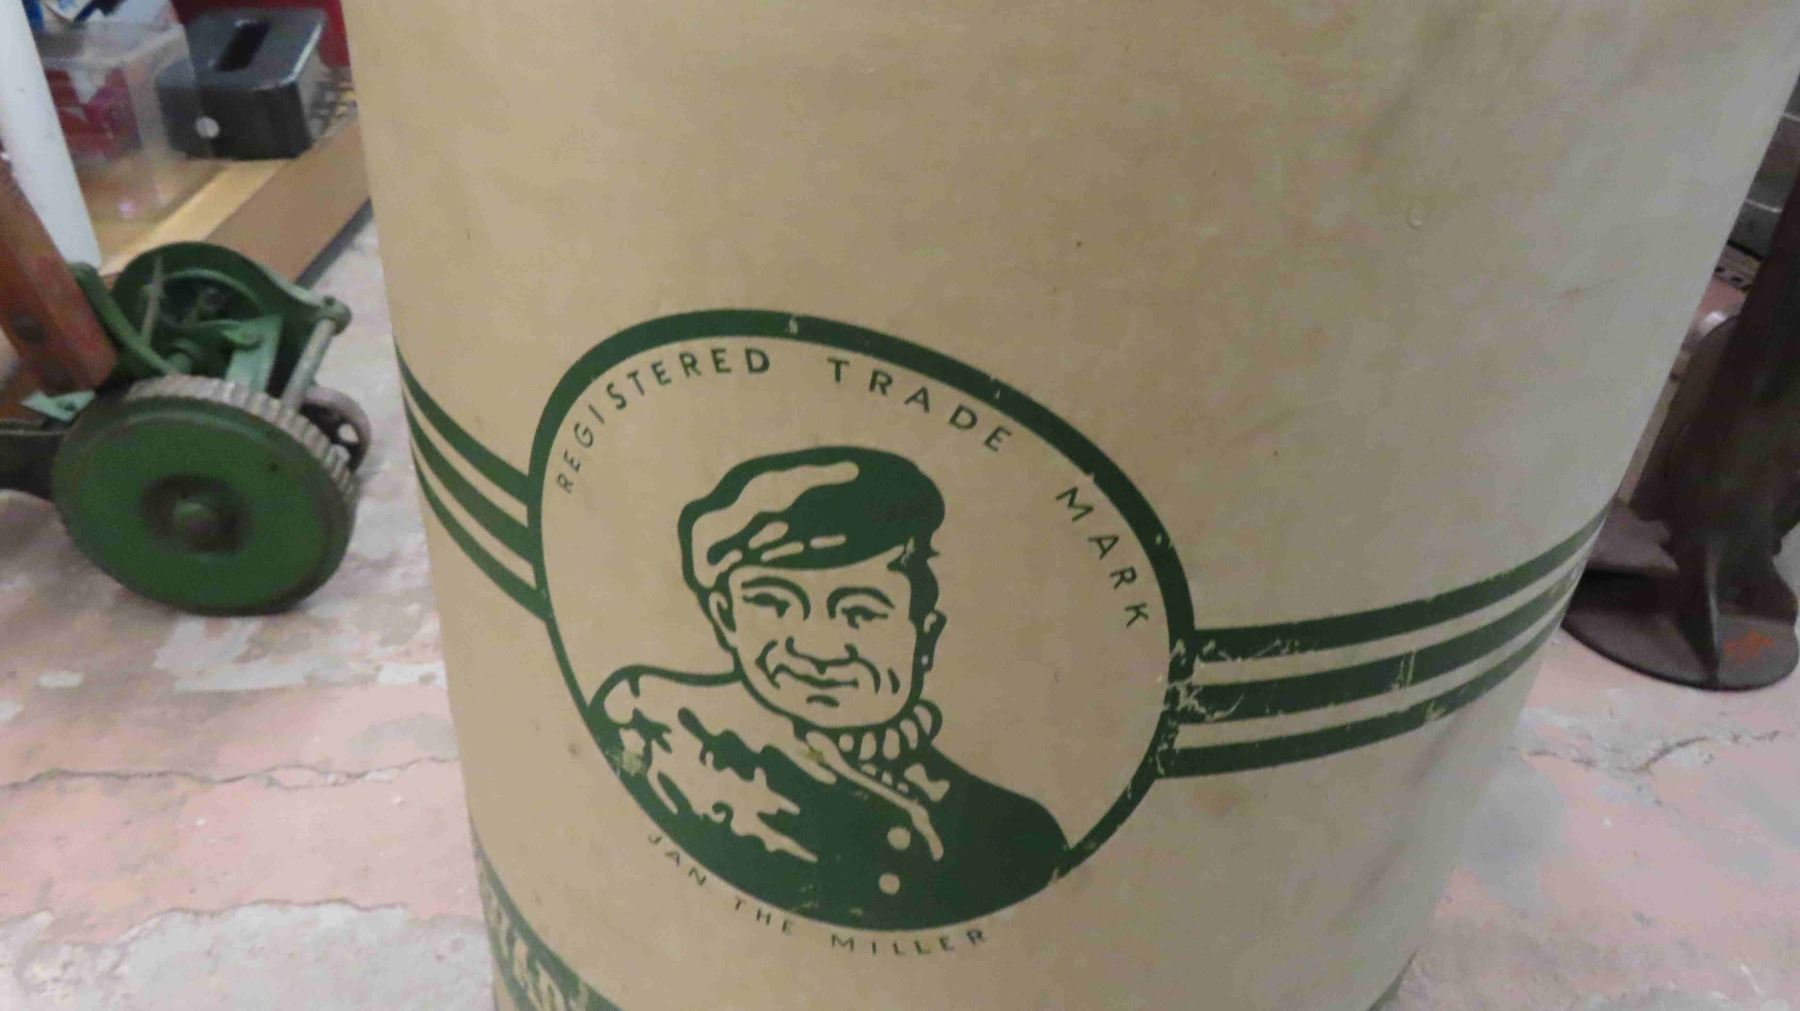 REGISTERED TRADE MARK
JAN THE MILLER